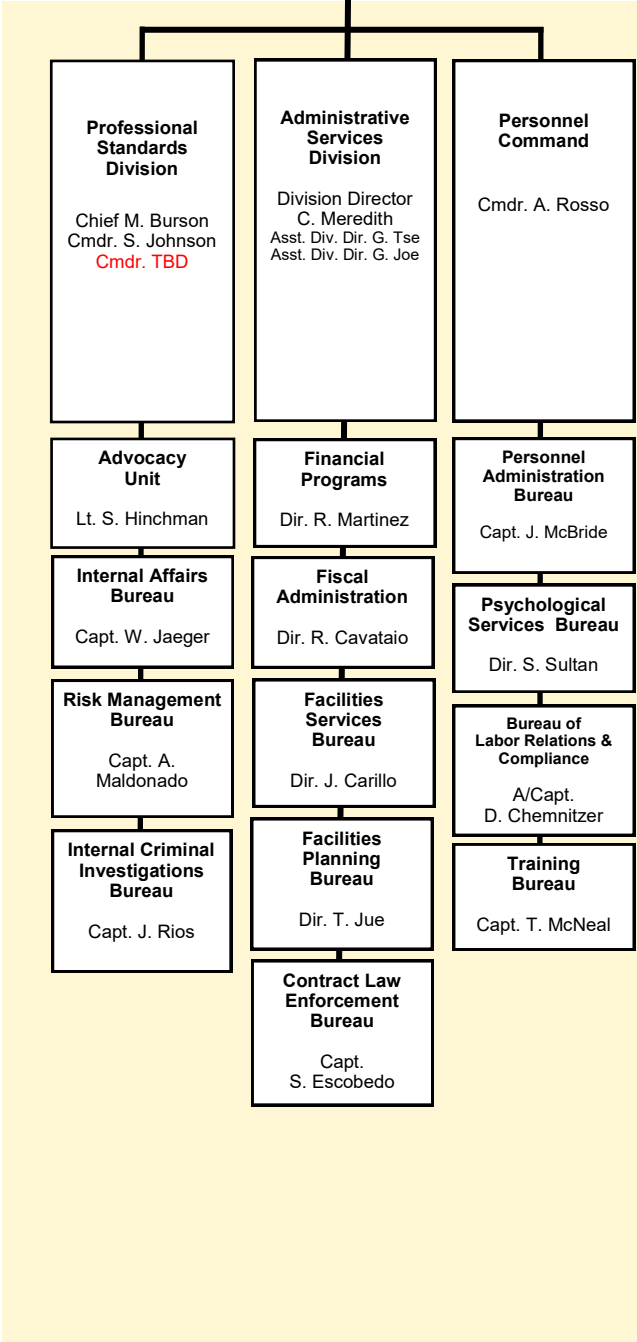 Professional
Standards
Division
Chief M. Burson
Cmdr. S. Johnson
Cmdr. TBD
Advocacy
Unit
Lt. S. Hinchman
Internal Affairs
Bureau
Capt. W. Jaeger
Risk Management
Bureau
Capt. A.
Maldonado
Internal Criminal
Investigations
Bureau
Capt. J. Rios
Administrative
Services
Division
Division Director
C. Meredith
Asst. Div. Dir. G. Tse
Asst. Div. Dir. G. Joe
Financial
Programs
Dir. R. Martinez
Fiscal
Administration
Dir. R. Cavataio
Facilities
Services
Bureau
Dir. J. Carillo
Facilities
Planning
Bureau
Dir. T. Jue
Contract Law
Enforcement
Bureau
Capt.
S. Escobedo
Personnel
Command
Cmdr. A. Rosso
Personnel
Administration
Bureau
Capt. J. McBride
Psychological
Services Bureau
Dir. S. Sultan
Bureau of
Labor Relations &
Compliance
A/Capt.
D. Chemnitzer
Training
Bureau
Capt. T. McNeal